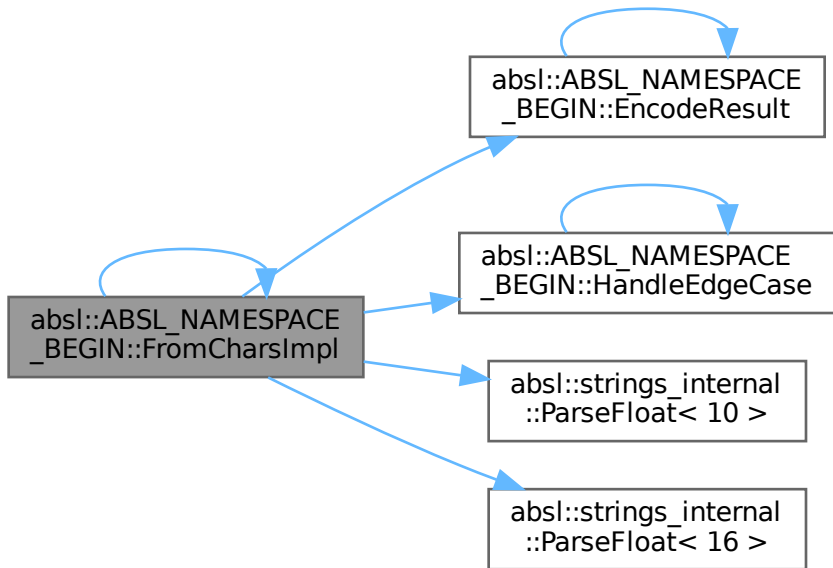 absl::ABSL_NAMESPACE
_BEGIN::EncodeResult
absl::ABSL_NAMESPACE
_BEGIN::HandleEdgeCase
absl::ABSL_NAMESPACE
_BEGIN::FromCharsImpl
absl::strings_internal
::ParseFloat< 10 >
absl::strings_internal
::ParseFloat< 16 >